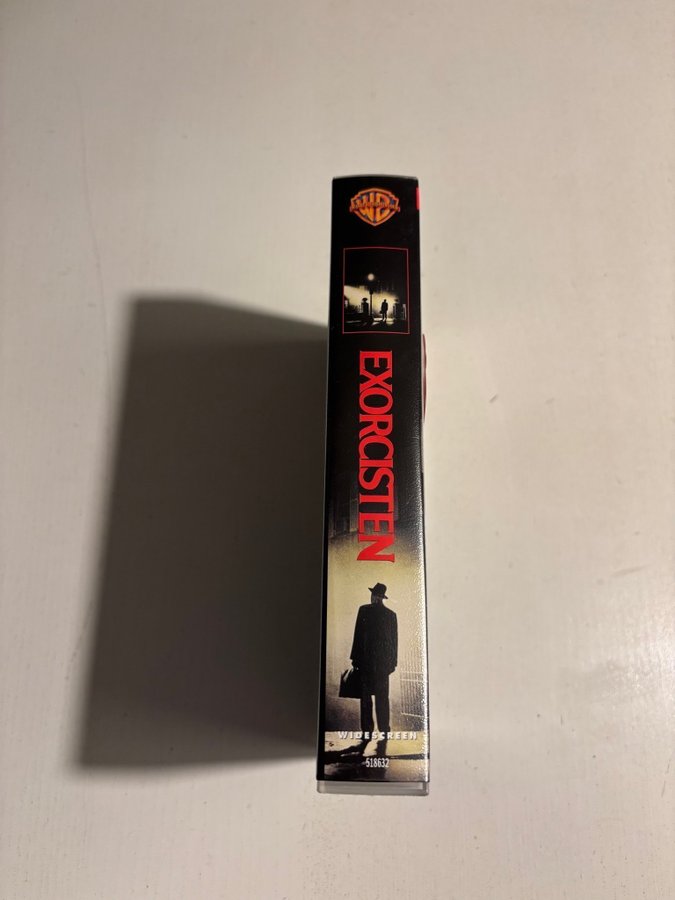 WB
EXORCISTEN
WIDESCREEN
518632